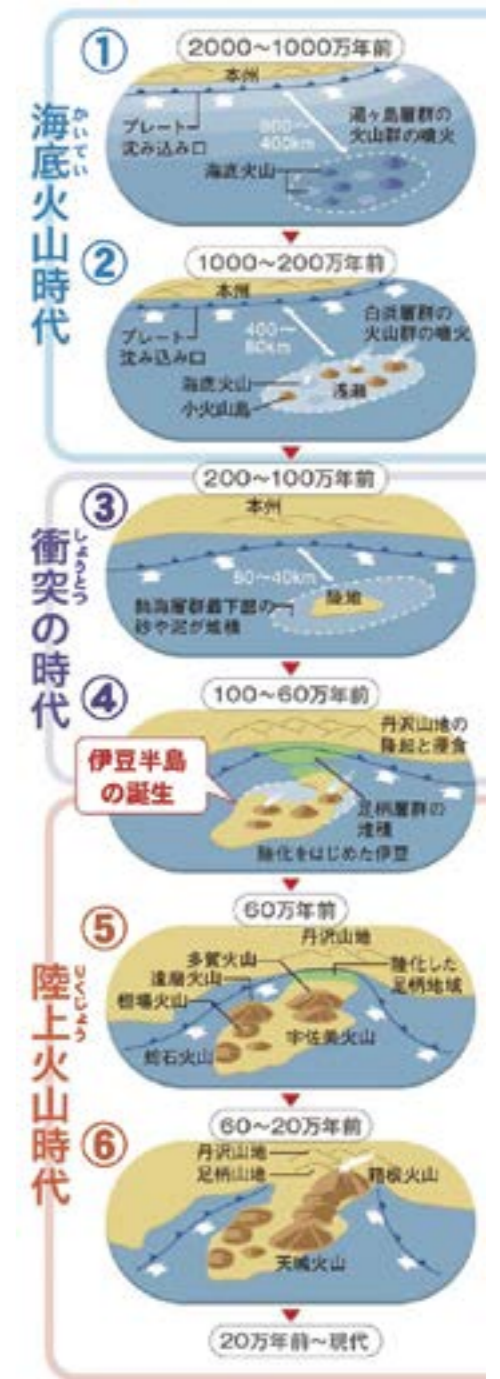 海底火山時代
かいてい
①
2000〜1000万年前
本州
プレート
沈み込み口
800〜
400km
湯ヶ島層群の
火山群の噴火
海底火山
②
1000〜200万年前
本州
プレート
沈み込み口
400〜
80km
白浜層群の
火山群の噴火
海底火山
小火山島
浅瀬
衝突の時代
しょうとつ
③
200〜100万年前
本州
80〜40km
陸地
熱海層群最下部の
砂や泥が堆積
④
100〜60万年前
丹沢山地の
隆起と浸食
伊豆半島
の誕生
足柄層群の
堆積
陸化をはじめた伊豆
陸上火山時代
りくじょう
⑤
60万年前
丹沢山地
多賀火山
達磨火山
棚場火山
陸化した
足柄地域
宇佐美火山
蛇石火山
⑥
60〜20万年前
丹沢山地
足柄山地
箱根火山
天城火山
20万年前〜現代